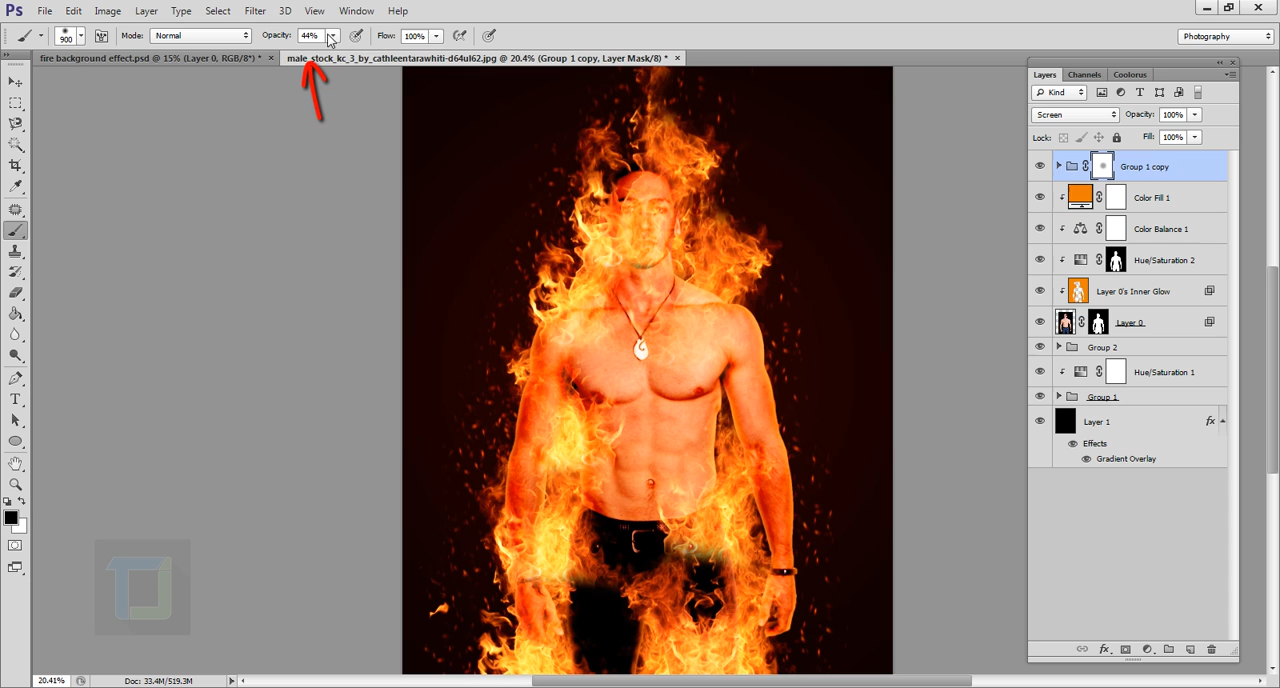 Ps File Edit Image Layer Type Select Filter 3D View Window Help
900 Mode: Normal Opacity: 44% Flow: 100% Photography
fire background effect.psd @ 15% (Layer 0, RGB/8*) * × male_stock_kc_3_by_cathleentarawhiti-d64ul62.jpg @ 20.4% (Group 1 copy, Layer Mask/8) * ×
Layers Channels Coolorus
Kind
Screen Opacity: 100%
Lock: Fill: 100%
Group 1 copy
Color Fill 1
Color Balance 1
Hue/Saturation 2
Layer 0's Inner Glow
Layer 0
Group 2
Hue/Saturation 1
Group 1
Layer 1 fx
Effects
Gradient Overlay
fx
20.41% Doc: 33.4M/519.3M